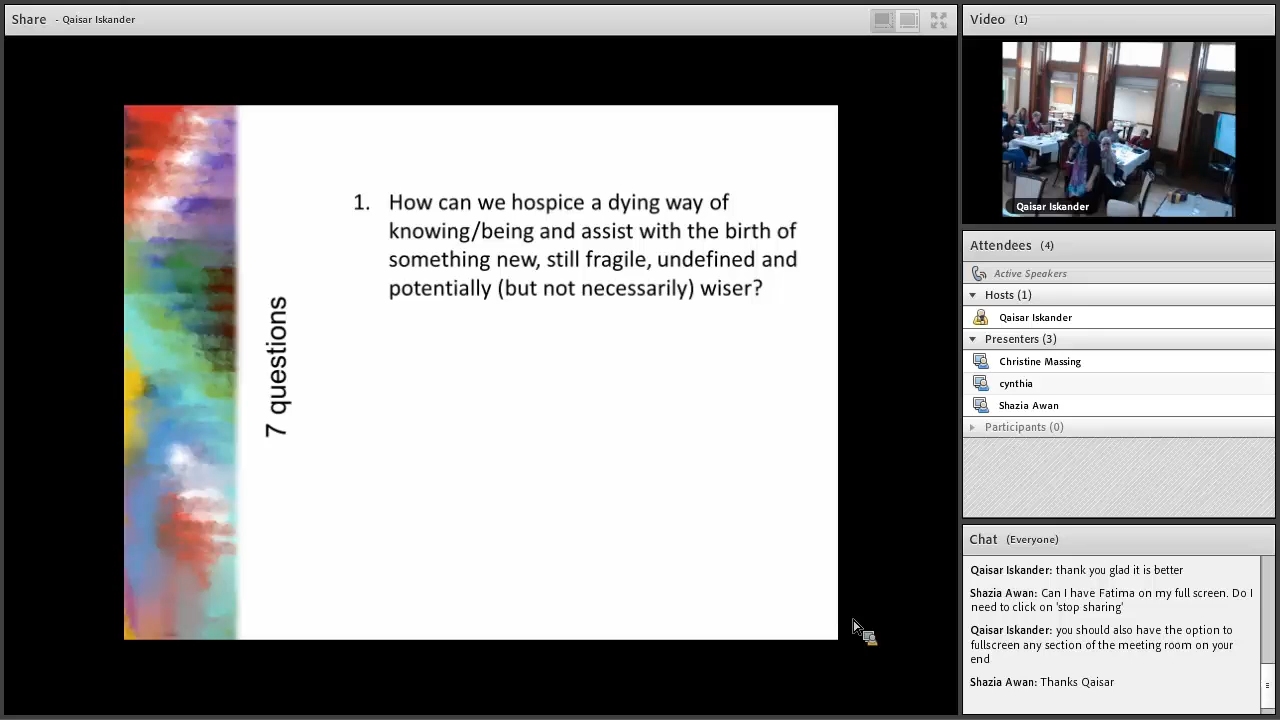 Share - Qaisar Iskander
7 questions
1. How can we hospice a dying way of
knowing/being and assist with the birth of
something new, still fragile, undefined and
potentially (but not necessarily) wiser?
Video (1)
Qaisar Iskander
Attendees (4)
Active Speakers
Hosts (1)
Qaisar Iskander
Presenters (3)
Christine Massing
cynthia
Shazia Awan
Participants (0)
Chat (Everyone)
Qaisar Iskander: thank you glad it is better
Shazia Awan: Can I have Fatima on my full screen. Do I
need to click on 'stop sharing'
Qaisar Iskander: you should also have the option to
fullscreen any section of the meeting room on your
end
Shazia Awan: Thanks Qaisar